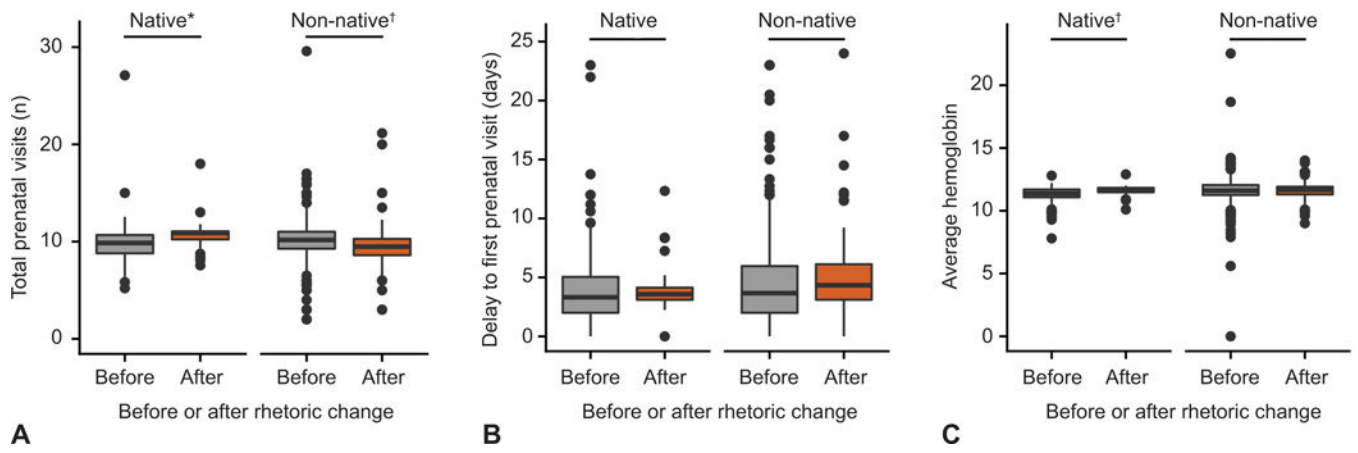 Native*
Non-native†
Total prenatal visits (n)
30
20
10
0
Before
After
Before
After
Before or after rhetoric change
A
Native
Non-native
Delay to first prenatal visit (days)
25
20
15
10
5
0
Before
After
Before
After
Before or after rhetoric change
B
Native†
Non-native
Average hemoglobin
20
15
10
5
0
Before
After
Before
After
Before or after rhetoric change
C